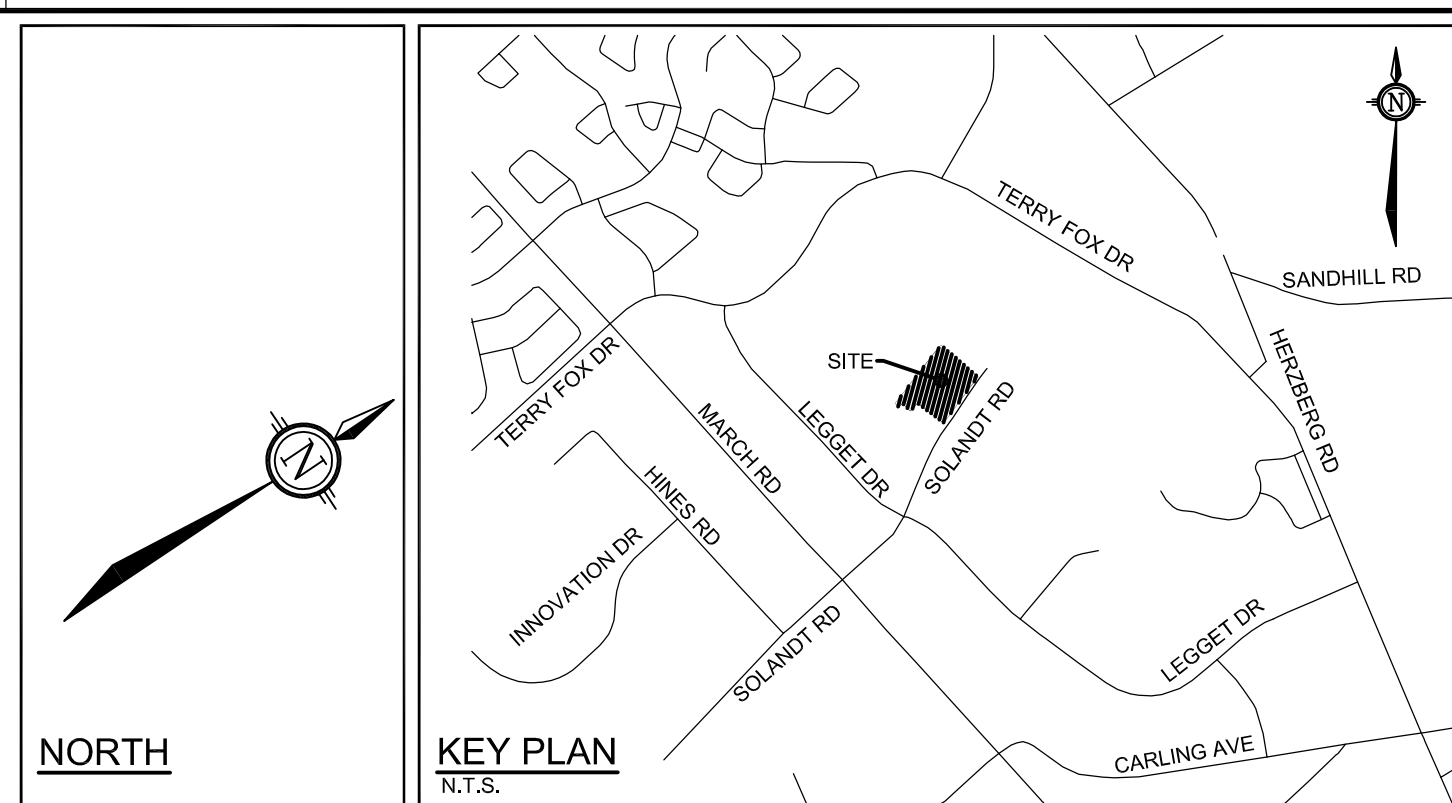 N
NORTH
N
TERRY FOX DR
SANDHILL RD
HERZBERG RD
SITE
TERRY FOX DR
MARCH RD
LEGGET DR
SOLANDT RD
HINES RD
INNOVATION DR
SOLANDT RD
LEGGET DR
CARLING AVE
KEY PLAN
N.T.S.